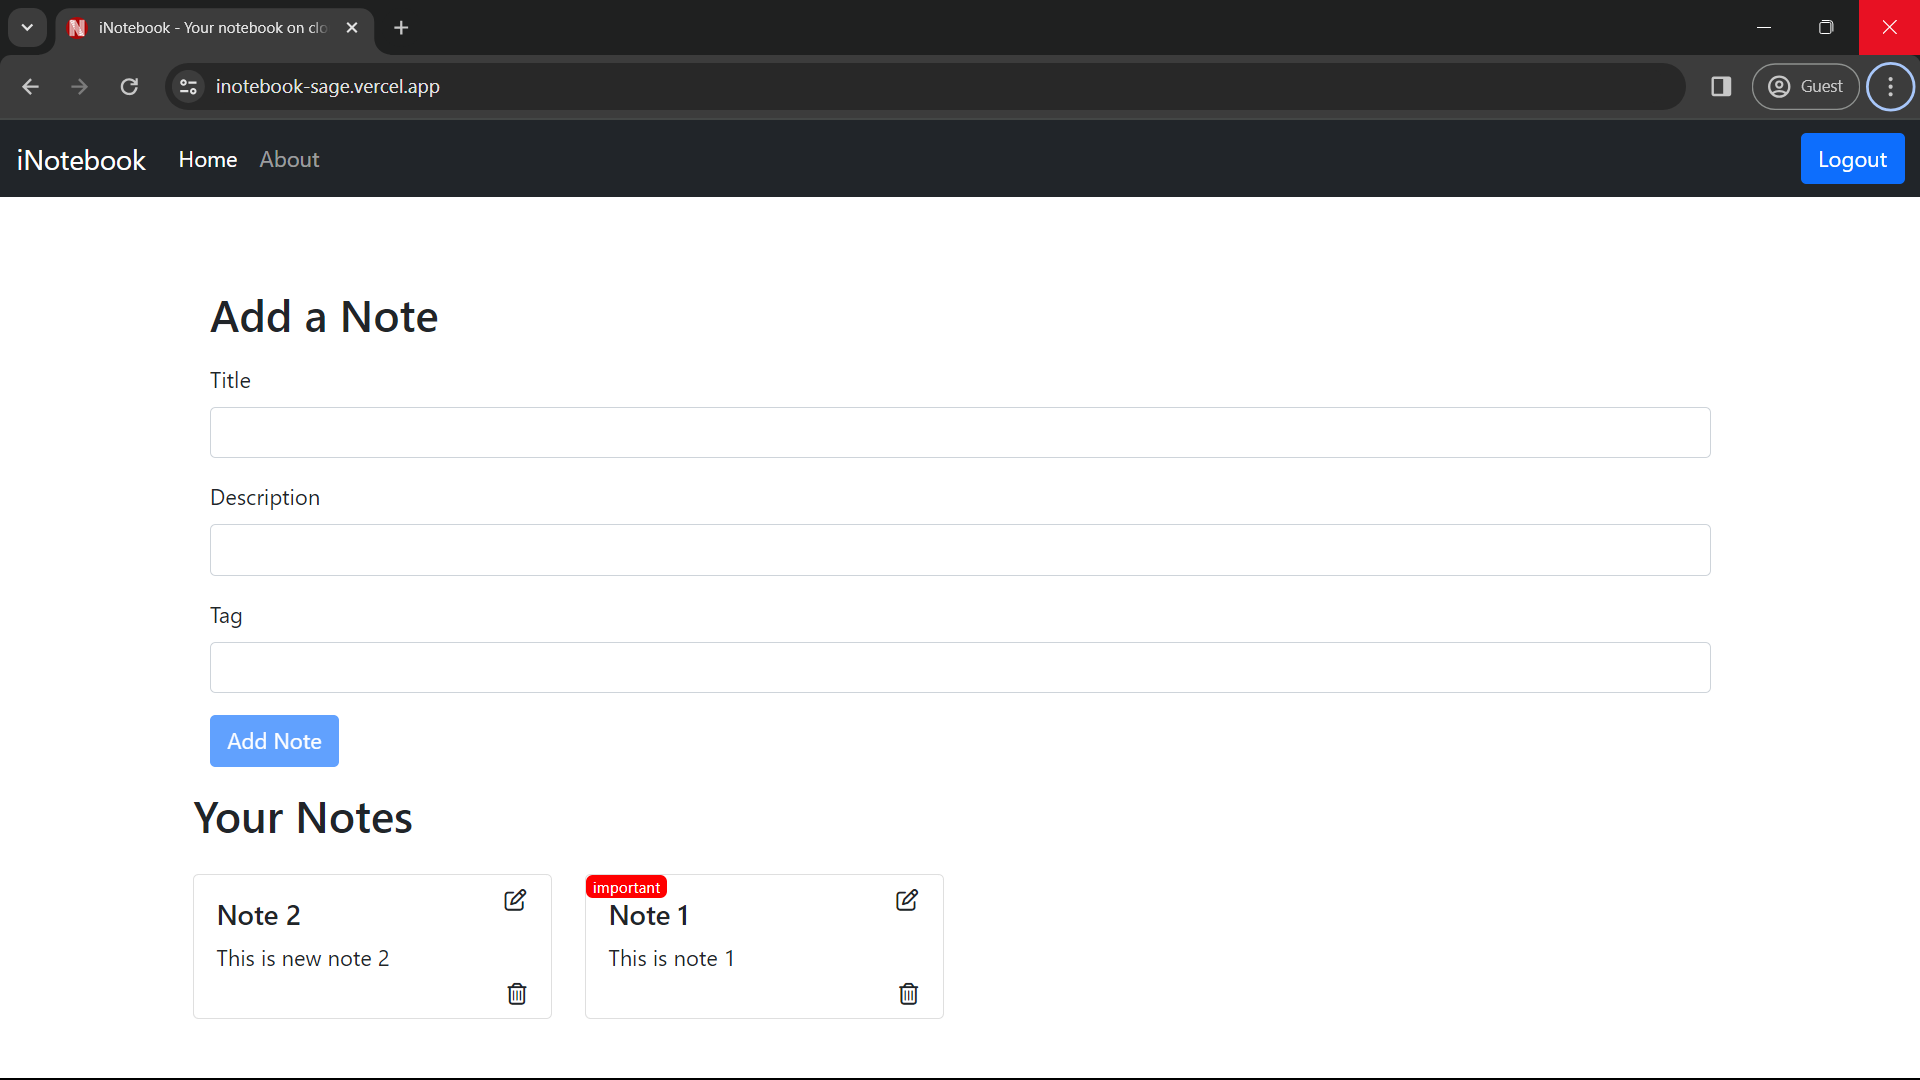 iNotebook - Your notebook on clo
inotebook-sage.vercel.app
Guest
iNotebook Home About Logout
Add a Note
Title
Description
Tag
Add Note
Your Notes
Note 2
This is new note 2
important
Note 1
This is note 1